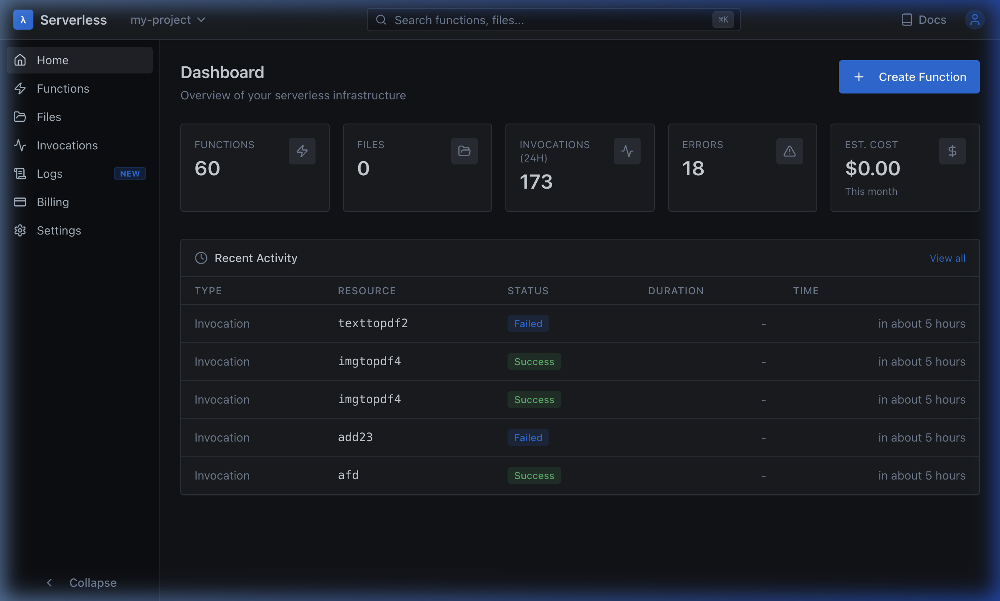 λ Serverless my-project Search functions, files... ⌘K Docs
Home
Functions
Files
Invocations
Logs NEW
Billing
Settings
Collapse
Dashboard
Overview of your serverless infrastructure
+ Create Function
FUNCTIONS
60
FILES
0
INVOCATIONS
(24H)
173
ERRORS
18
EST. COST
$0.00
This month
Recent Activity View all
TYPE RESOURCE STATUS DURATION TIME
Invocation texttopdf2 Failed - in about 5 hours
Invocation imgtopdf4 Success - in about 5 hours
Invocation imgtopdf4 Success - in about 5 hours
Invocation add23 Failed - in about 5 hours
Invocation afd Success - in about 5 hours